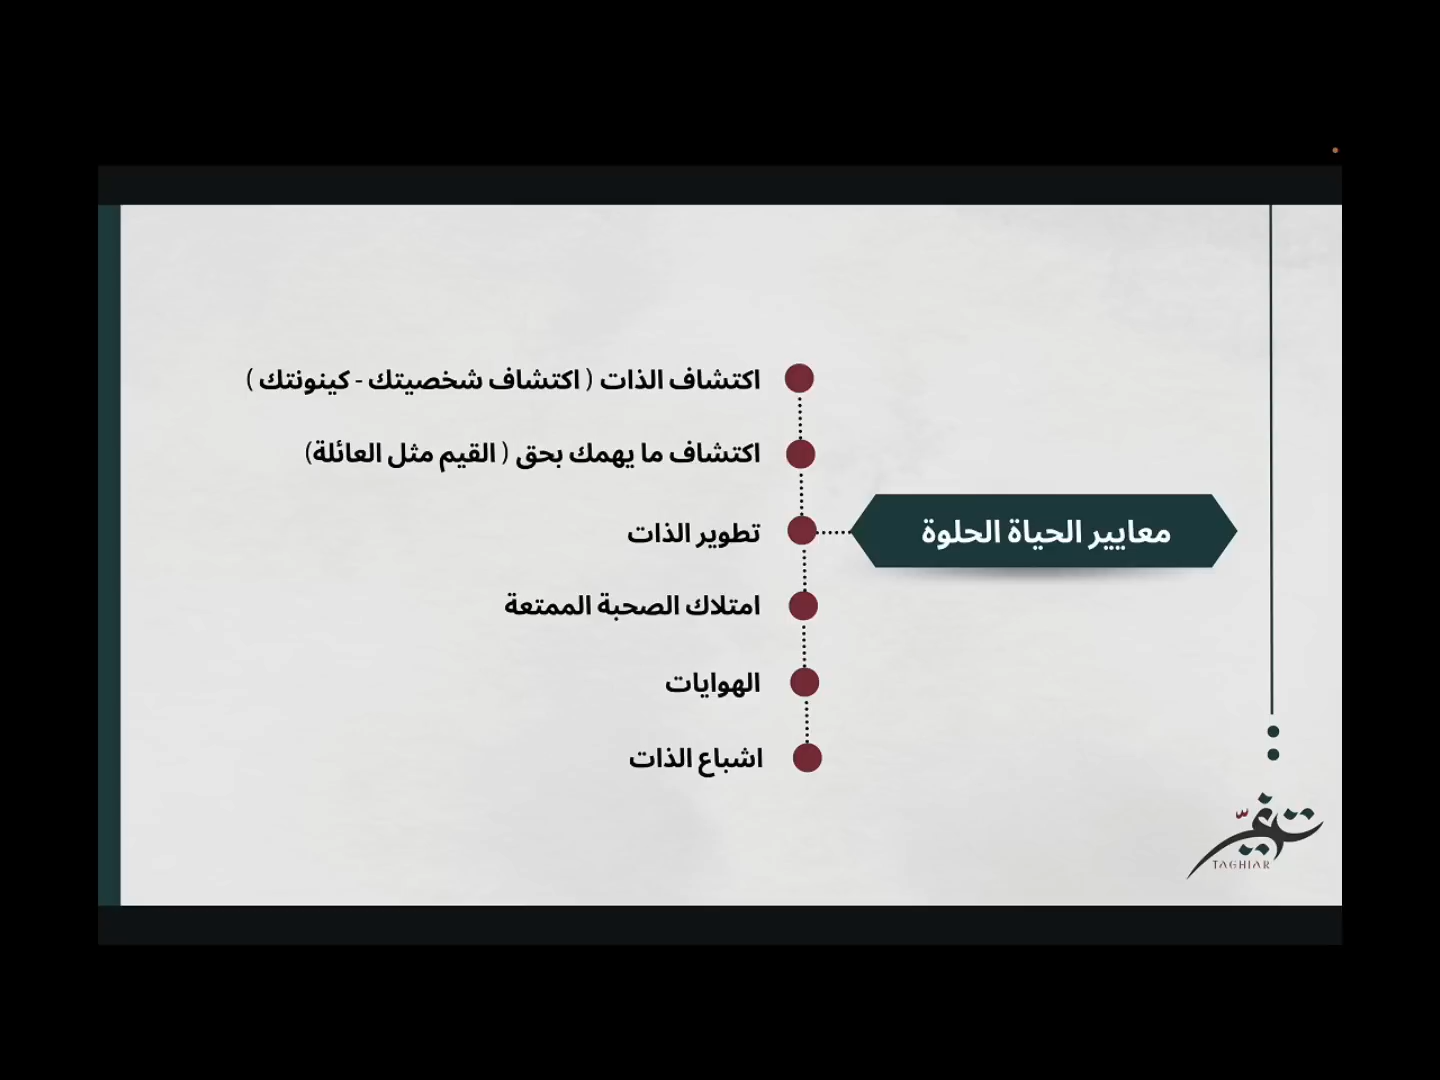 معايير الحياة الحلوة
اكتشاف الذات ( اكتشاف شخصيتك - كينونتك )
اكتشاف ما يهمك بحق ( القيم مثل العائلة)
تطوير الذات
امتلاك الصحبة الممتعة
الهوايات
اشباع الذات
تغيّير
TAGHIAR